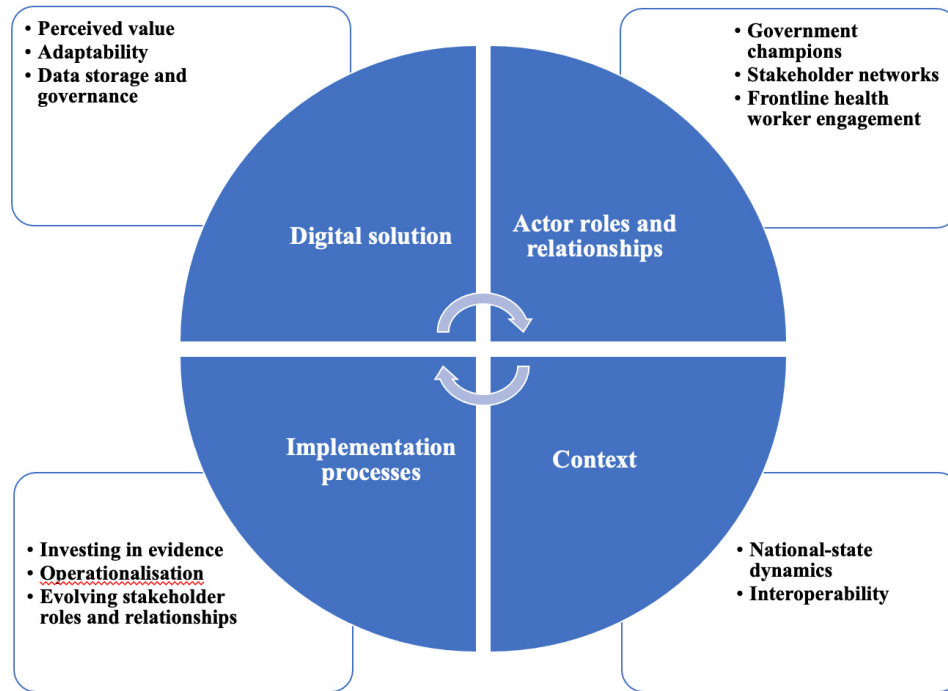 • Perceived value
• Adaptability
• Data storage and
governance
• Government
champions
• Stakeholder networks
• Frontline health
worker engagement
Digital solution
Actor roles and
relationships
Implementation
processes
Context
• Investing in evidence
• Operationalisation
• Evolving stakeholder
roles and relationships
• National-state
dynamics
• Interoperability